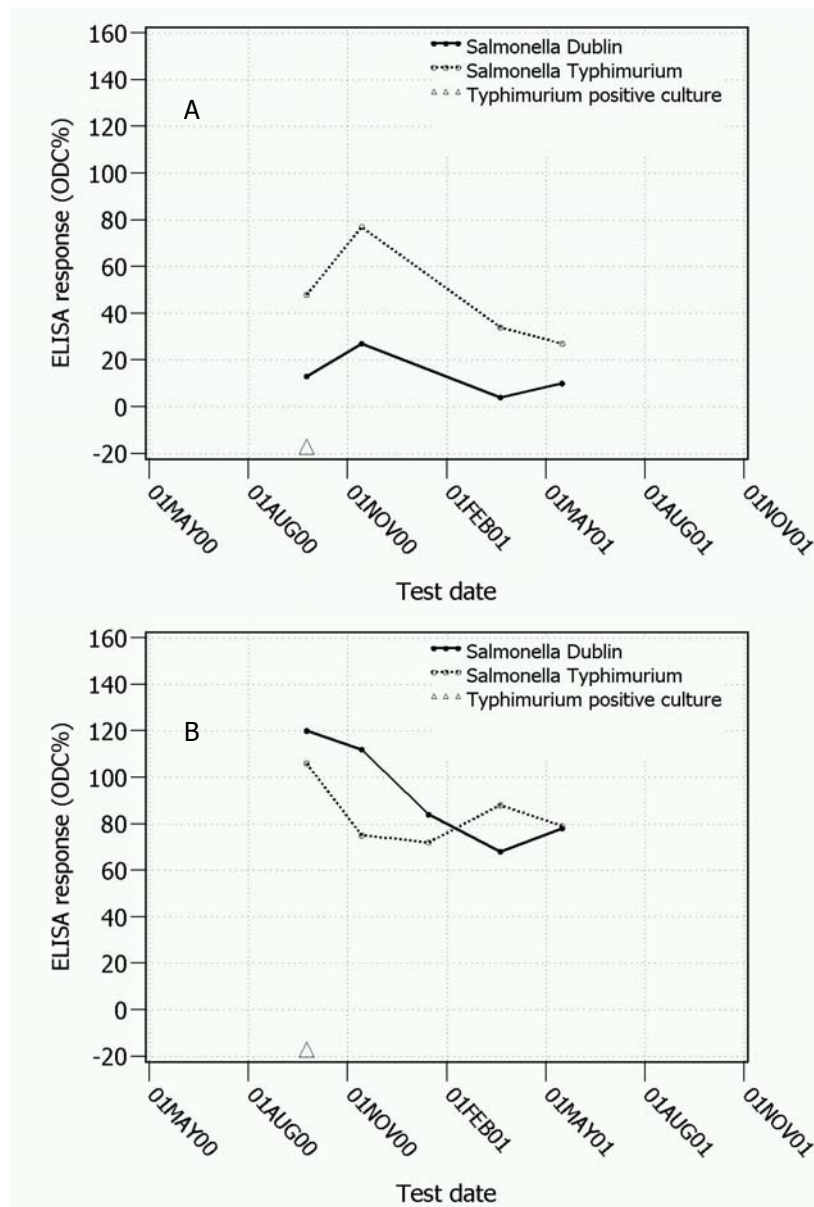 160
Salmonella Dublin
140
Salmonella Typhimurium
A
Typhimurium positive culture
120
100
80
60
40
20
0
-20
ELISA response (ODC%)
01MAY00
01AUG00
01NOV00
01FEB01
01MAY01
01AUG01
01NOV01
Test date
160
Salmonella Dublin
140
Salmonella Typhimurium
Typhimurium positive culture
B
120
100
80
60
40
20
0
-20
ELISA response (ODC%)
01MAY00
01AUG00
01NOV00
01FEB01
01MAY01
01AUG01
01NOV01
Test date